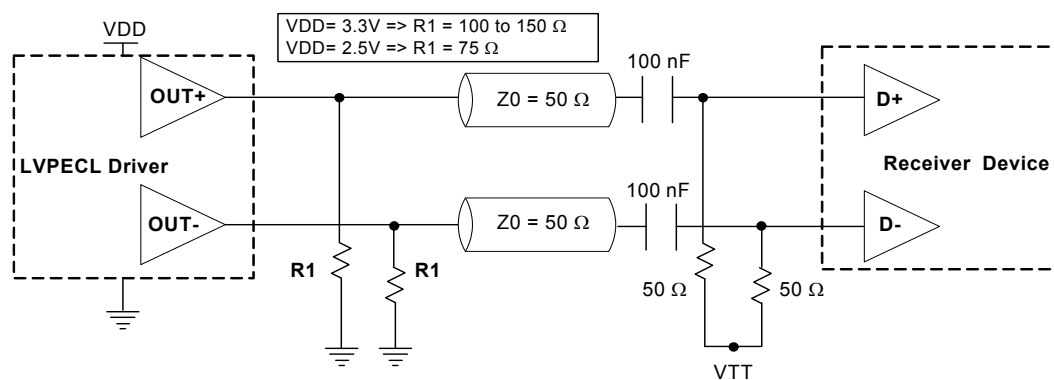 VDD= 3.3V => R1 = 100 to 150 Ω
VDD= 2.5V => R1 = 75 Ω
VDD
100 nF
OUT+
Z0 = 50 Ω
D+
LVPECL Driver
Receiver Device
100 nF
OUT-
Z0 = 50 Ω
D-
R1
R1
50 Ω
50 Ω
VTT